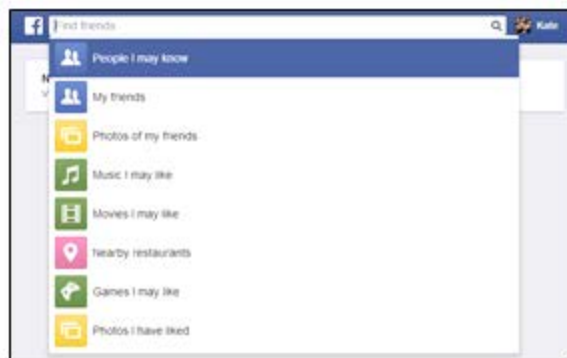 f
Find friends
Kate
People I may know
N
V
My friends
Photos of my friends
Music I may like
Movies I may like
Nearby restaurants
Games I may like
Photos I have liked